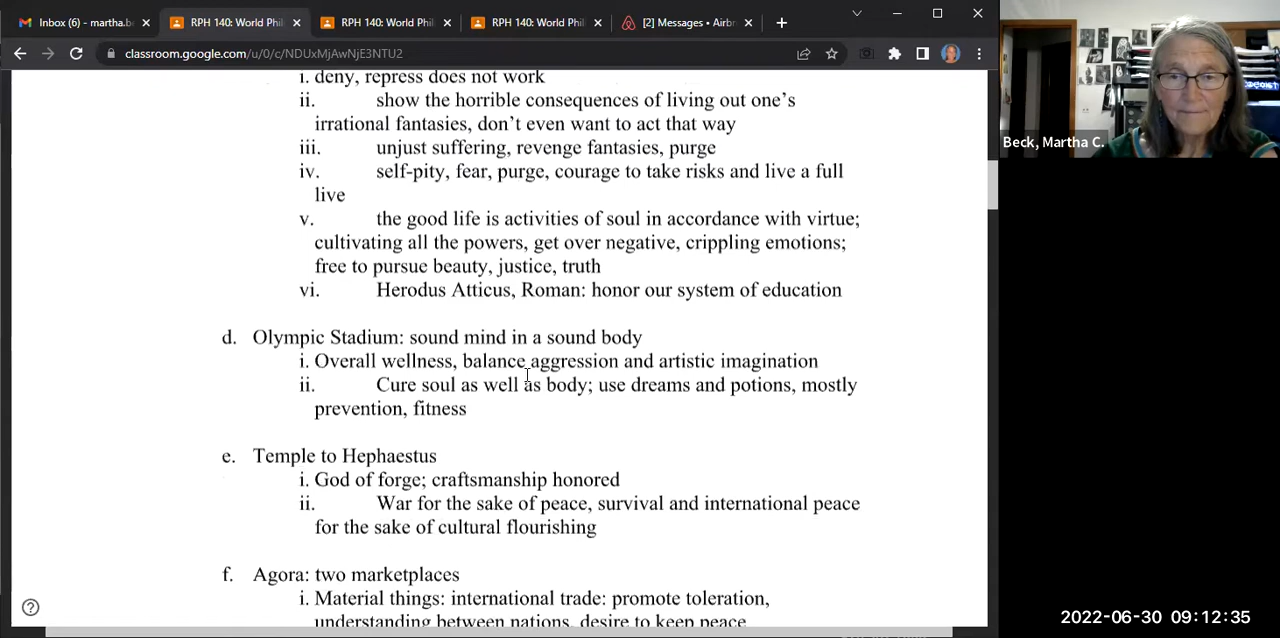 Inbox (6) - martha.b
RPH 140: World Phil
RPH 140: World Phil
RPH 140: World Phil
[2] Messages • Airbn
classroom.google.com/u/0/c/NDUxMjAwNjE3NTU2
i. deny, repress does not work
ii. show the horrible consequences of living out one's
irrational fantasies, don't even want to act that way
iii. unjust suffering, revenge fantasies, purge
iv. self-pity, fear, purge, courage to take risks and live a full
live
v. the good life is activities of soul in accordance with virtue;
cultivating all the powers, get over negative, crippling emotions;
free to pursue beauty, justice, truth
vi. Herodus Atticus, Roman: honor our system of education
d. Olympic Stadium: sound mind in a sound body
i. Overall wellness, balance aggression and artistic imagination
ii. Cure soul as well as body; use dreams and potions, mostly
prevention, fitness
e. Temple to Hephaestus
i. God of forge; craftsmanship honored
ii. War for the sake of peace, survival and international peace
for the sake of cultural flourishing
f. Agora: two marketplaces
i. Material things: international trade: promote toleration,
understanding between nations, desire to keep peace
Beck, Martha C.
2022-06-30 09:12:35